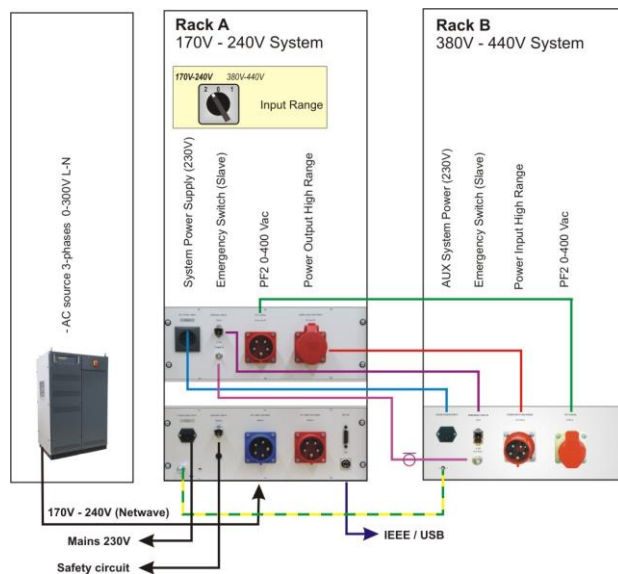 Rack A
170V - 240V System
170V-240V 380V-440V
2 0 1
Input Range
System Power Supply (230V)
Emergency Switch (Slave)
PF2 0-400 Vac
Power Output High Range
Rack B
380V - 440V System
AUX System Power (230V)
Emergency Switch (Slave)
Power Input High Range
PF2 0-400 Vac
- AC source 3-phases 0-300V L-N
170V - 240V (Netwave)
Mains 230V
Safety circuit
IEEE / USB